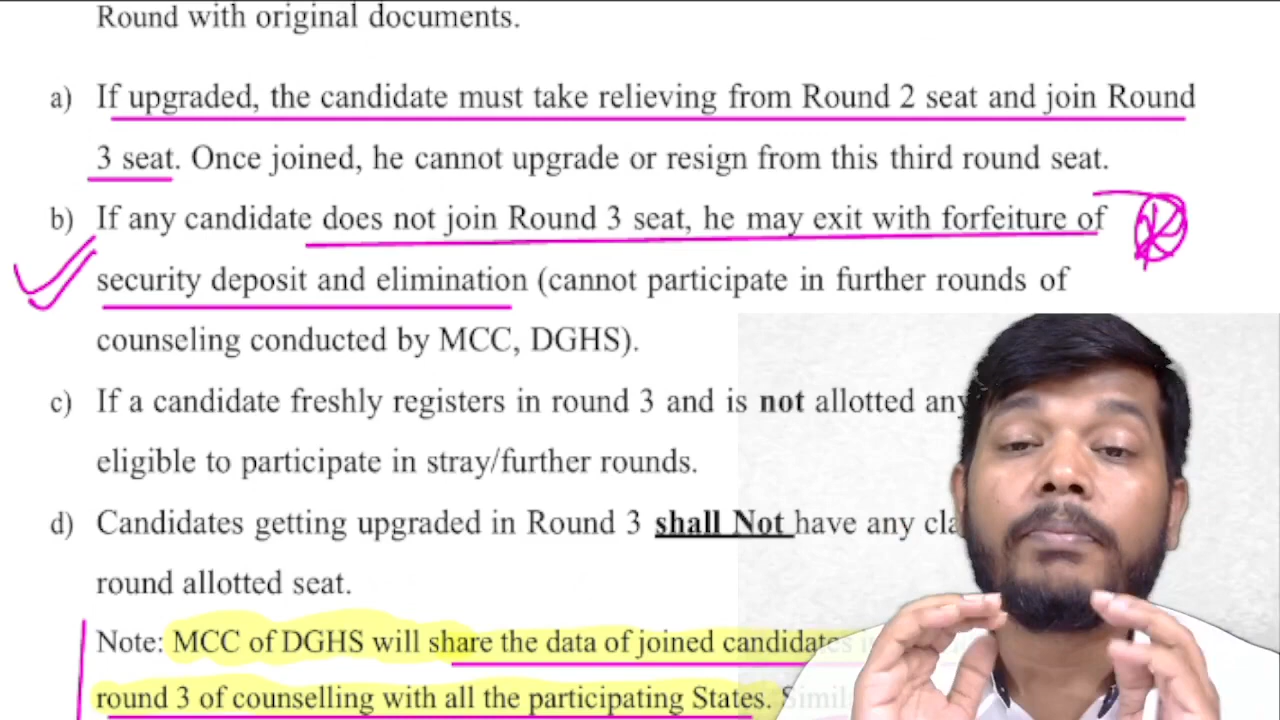 Round with original documents.
a) If upgraded, the candidate must take relieving from Round 2 seat and join Round
3 seat. Once joined, he cannot upgrade or resign from this third round seat.
b) If any candidate does not join Round 3 seat, he may exit with forfeiture of
security deposit and elimination (cannot participate in further rounds of
counseling conducted by MCC, DGHS).
c) If a candidate freshly registers in round 3 and is not allotted any
eligible to participate in stray/further rounds.
d) Candidates getting upgraded in Round 3 shall Not have any
round allotted seat.
Note: MCC of DGHS will share the data of joined candidates
round 3 of counselling with all the participating States.